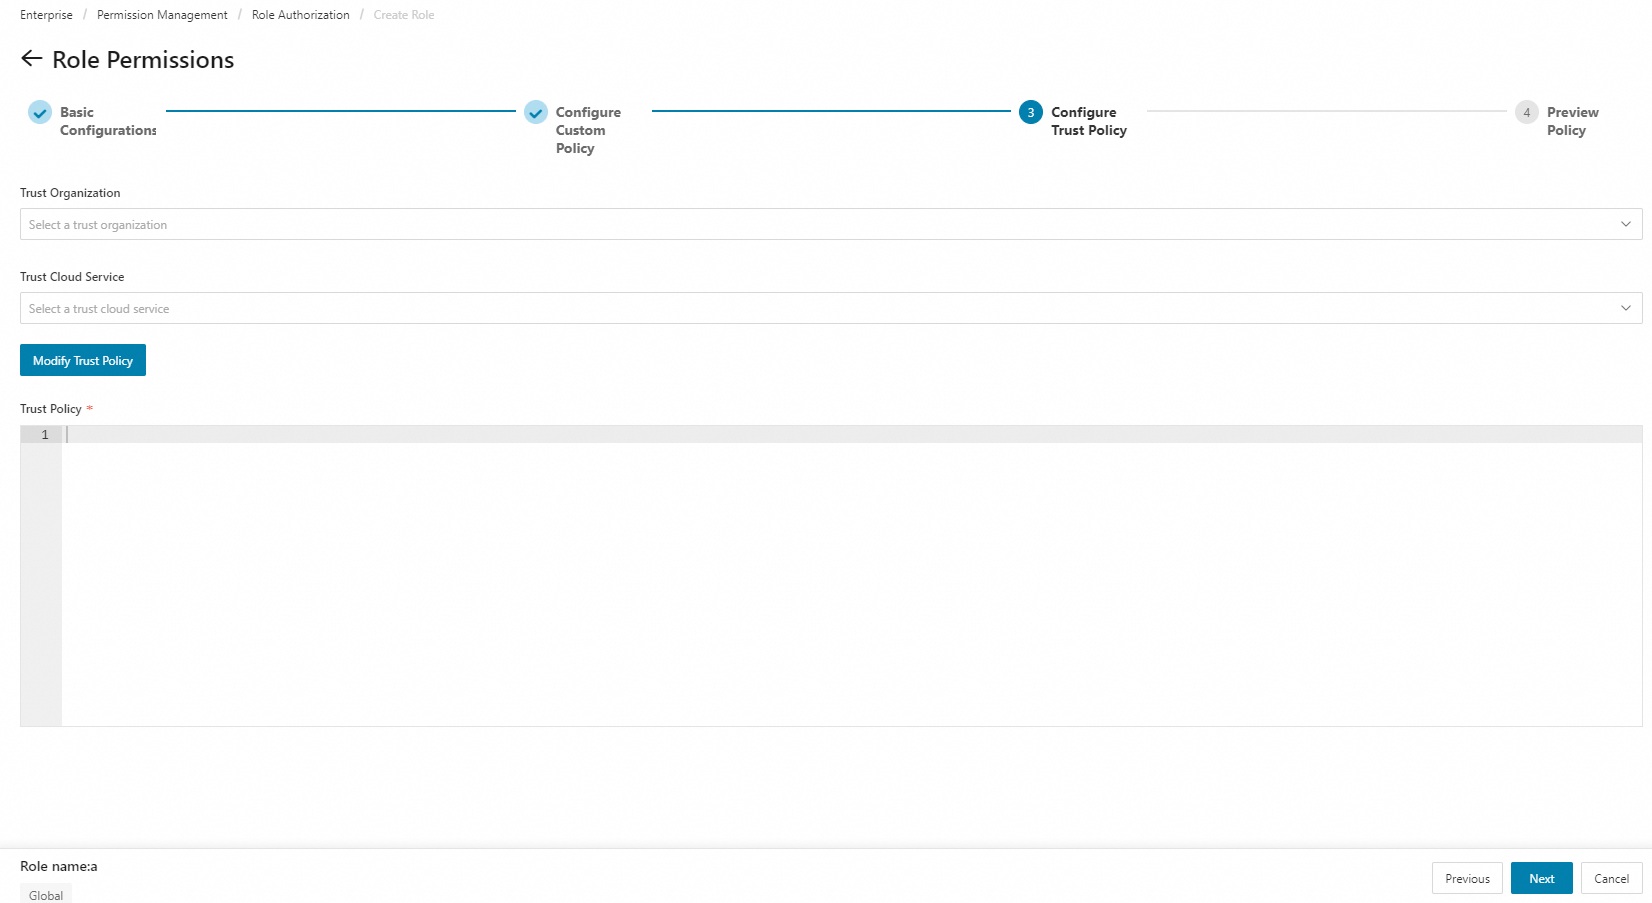 Enterprise / Permission Management / Role Authorization / Create Role
Role Permissions
Basic
Configurations
Configure
Custom
Policy
3
Configure
Trust Policy
4
Preview
Policy
Trust Organization
Select a trust organization
Trust Cloud Service
Select a trust cloud service
Modify Trust Policy
Trust Policy *
1
Role name:a
Global
Previous
Next
Cancel